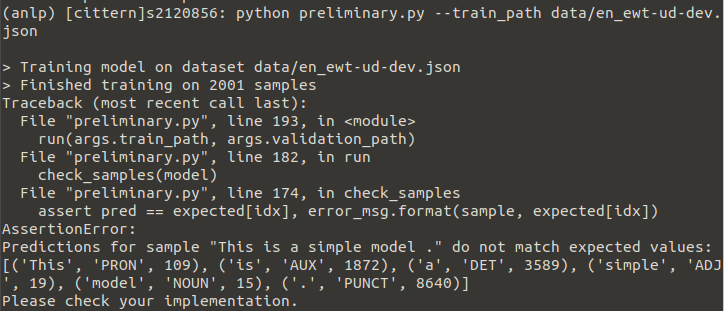 (anlp) [cittern]s2120856: python preliminary.py --train_path data/en_ewt-ud-dev.
json

> Training model on dataset data/en_ewt-ud-dev.json
> Finished training on 2001 samples
Traceback (most recent call last):
  File "preliminary.py", line 193, in <module>
    run(args.train_path, args.validation_path)
  File "preliminary.py", line 182, in run
    check_samples(model)
  File "preliminary.py", line 174, in check_samples
    assert pred == expected[idx], error_msg.format(sample, expected[idx])
AssertionError:
Predictions for sample "This is a simple model ." do not match expected values:
[('This', 'PRON', 109), ('is', 'AUX', 1872), ('a', 'DET', 3589), ('simple', 'ADJ
', 19), ('model', 'NOUN', 15), ('.', 'PUNCT', 8640)]
Please check your implementation.